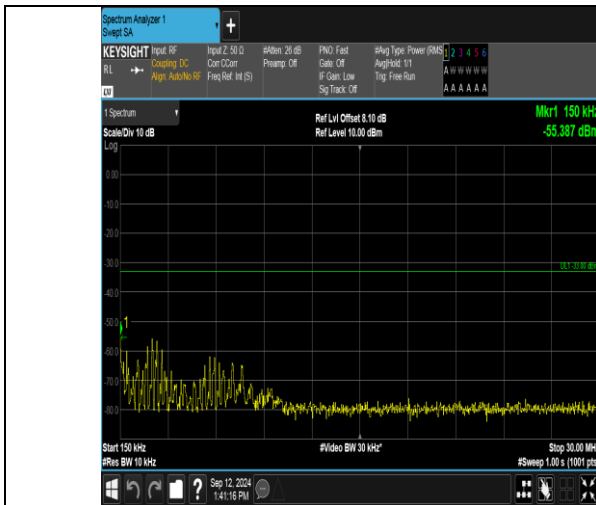 Spectrum Analyzer 1
Swept SA
+
KEYSIGHT Input: RF Input Z: 50 Ω #Atten: 26 dB PNO: Fast #Avg Type: Power (RMS 1 2 3 4 5 6
RL Coupling: DC Corr CCorr Preamp: Off Gate: Off Avg|Hold: 1/1 A W W W W W
Align: Auto/No RF Freq Ref: Int (S) IF Gain: Low Trig: Free Run
LXI Sig Track: Off A A A A A A
1 Spectrum Mkr1 150 kHz
Ref Lvl Offset 8.10 dB
Scale/Div 10 dB Ref Level 10.00 dBm -55.387 dBm
Log
0.00
-10.0
-20.0
-30.0
DL1 -33.00 dBm
-40.0
-50.0
1
-60.0
-70.0
-80.0
Start 150 kHz #Video BW 30 kHz* Stop 30.00 MH
#Res BW 10 kHz #Sweep 1.00 s (1001 pts
? Sep 12, 2024
1:41:16 PM